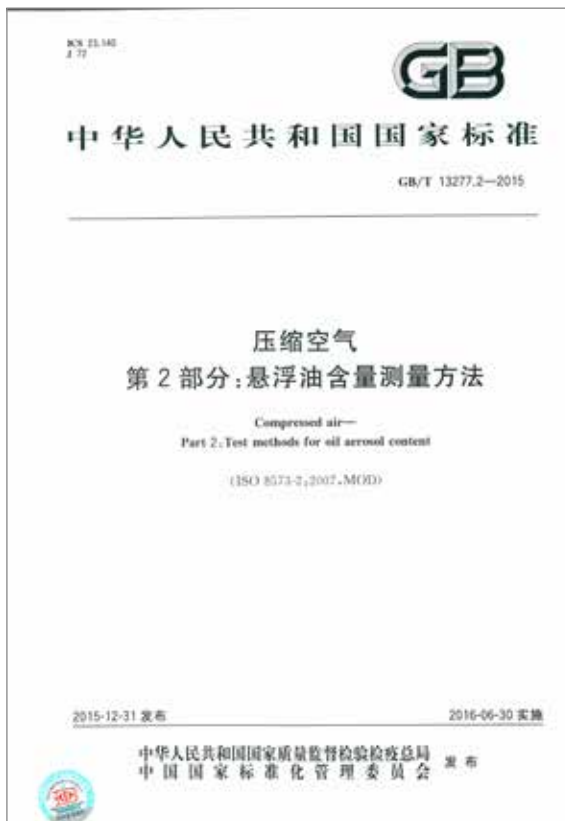 ICS 23.140
J 72
GB
中华人民共和国国家标准
GB/T 13277.2—2015
压缩空气
第2部分:悬浮油含量测量方法
Compressed air—
Part 2:Test methods for oil aerosol content
(ISO 8573-2:2007,MOD)
2015-12-31 发布
2016-06-30 实施
中华人民共和国国家质量监督检验检疫总局
中国国家标准化管理委员会
发布